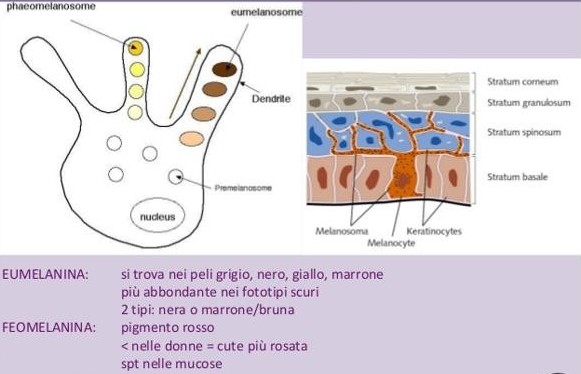 phaeomelanosome
eumelanosome
Dendrite
Premelanosome
nucleus
Stratum corneum
Stratum granulosum
Stratum spinosum
Stratum basale
Melanosoma
Keratinocytes
Melanocyte
EUMELANINA: si trova nei peli grigio, nero, giallo, marrone
più abbondante nei fototipi scuri
2 tipi: nera o marrone/bruna
FEOMELANINA: pigmento rosso
< nelle donne = cute più rosata
spt nelle mucose